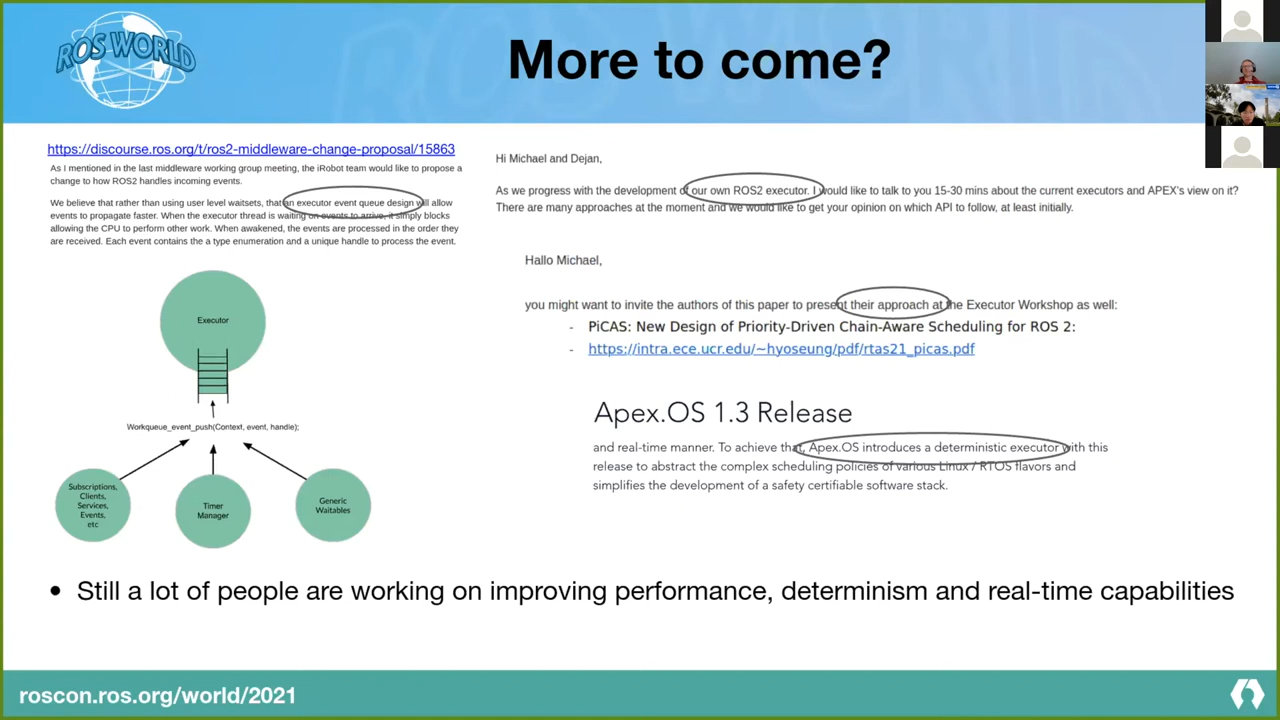 ROS WORLD
More to come?
https://discourse.ros.org/t/ros2-middleware-change-proposal/15863
As I mentioned in the last middleware working group meeting, the iRobot team would like to propose a
change to how ROS2 handles incoming events.
We believe that rather than using user level waitsets, that an executor event queue design will allow
events to propagate faster. When the executor thread is waiting on events to arrive, it simply blocks
allowing the CPU to perform other work. When awakened, the events are processed in the order they
are received. Each event contains the a type enumeration and a unique handle to process the event.
Executor
Workqueue_event_push(Context, event, handle);
Subscriptions,
Clients,
Services,
Events,
etc
Timer
Manager
Generic
Waitables
Hi Michael and Dejan,
As we progress with the development of our own ROS2 executor. I would like to talk to you 15-30 mins about the current executors and APEX's view on it?
There are many approaches at the moment and we would like to get your opinion on which API to follow, at least initially.
Hallo Michael,
you might want to invite the authors of this paper to present their approach at the Executor Workshop as well:
- PiCAS: New Design of Priority-Driven Chain-Aware Scheduling for ROS 2:
- https://intra.ece.ucr.edu/~hyoseung/pdf/rtas21_picas.pdf
Apex.OS 1.3 Release
and real-time manner. To achieve that, Apex.OS introduces a deterministic executor with this
release to abstract the complex scheduling policies of various Linux / RTOS flavors and
simplifies the development of a safety certifiable software stack.
• Still a lot of people are working on improving performance, determinism and real-time capabilities
roscon.ros.org/world/2021